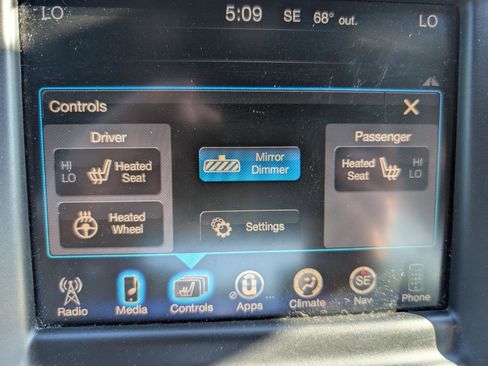 LO 5:09 SE 68° out. LO
Controls
Driver
Passenger
HI
LO
Heated
Seat
Mirror
Dimmer
Heated
Seat
HI
LO
Heated
Wheel
Settings
Radio
Media
Controls
Apps
Climate
SE
Nav
Phone